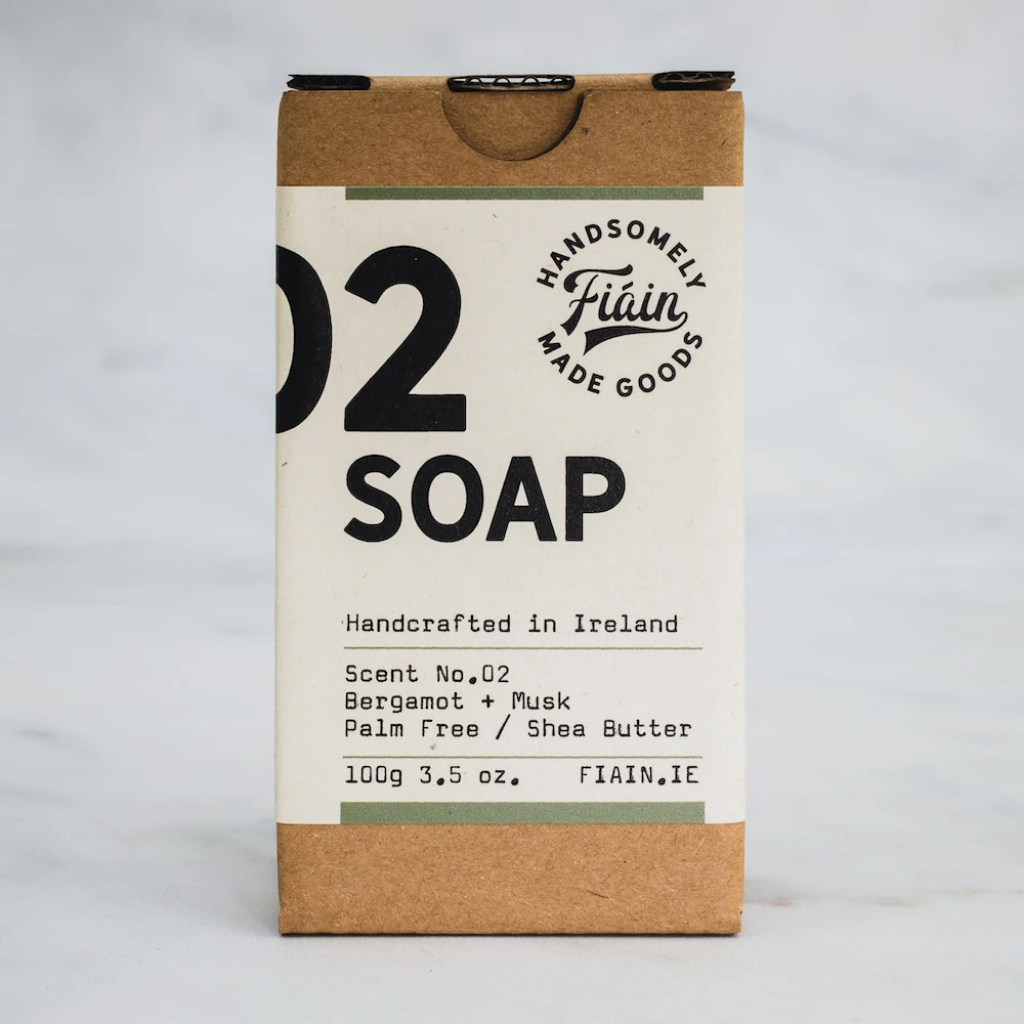 02
HANDSOMELY
Fiáin
MADE GOODS
SOAP
Handcrafted in Ireland
Scent No.02
Bergamot + Musk
Palm Free / Shea Butter
100g 3.5 oz. FIAIN.IE